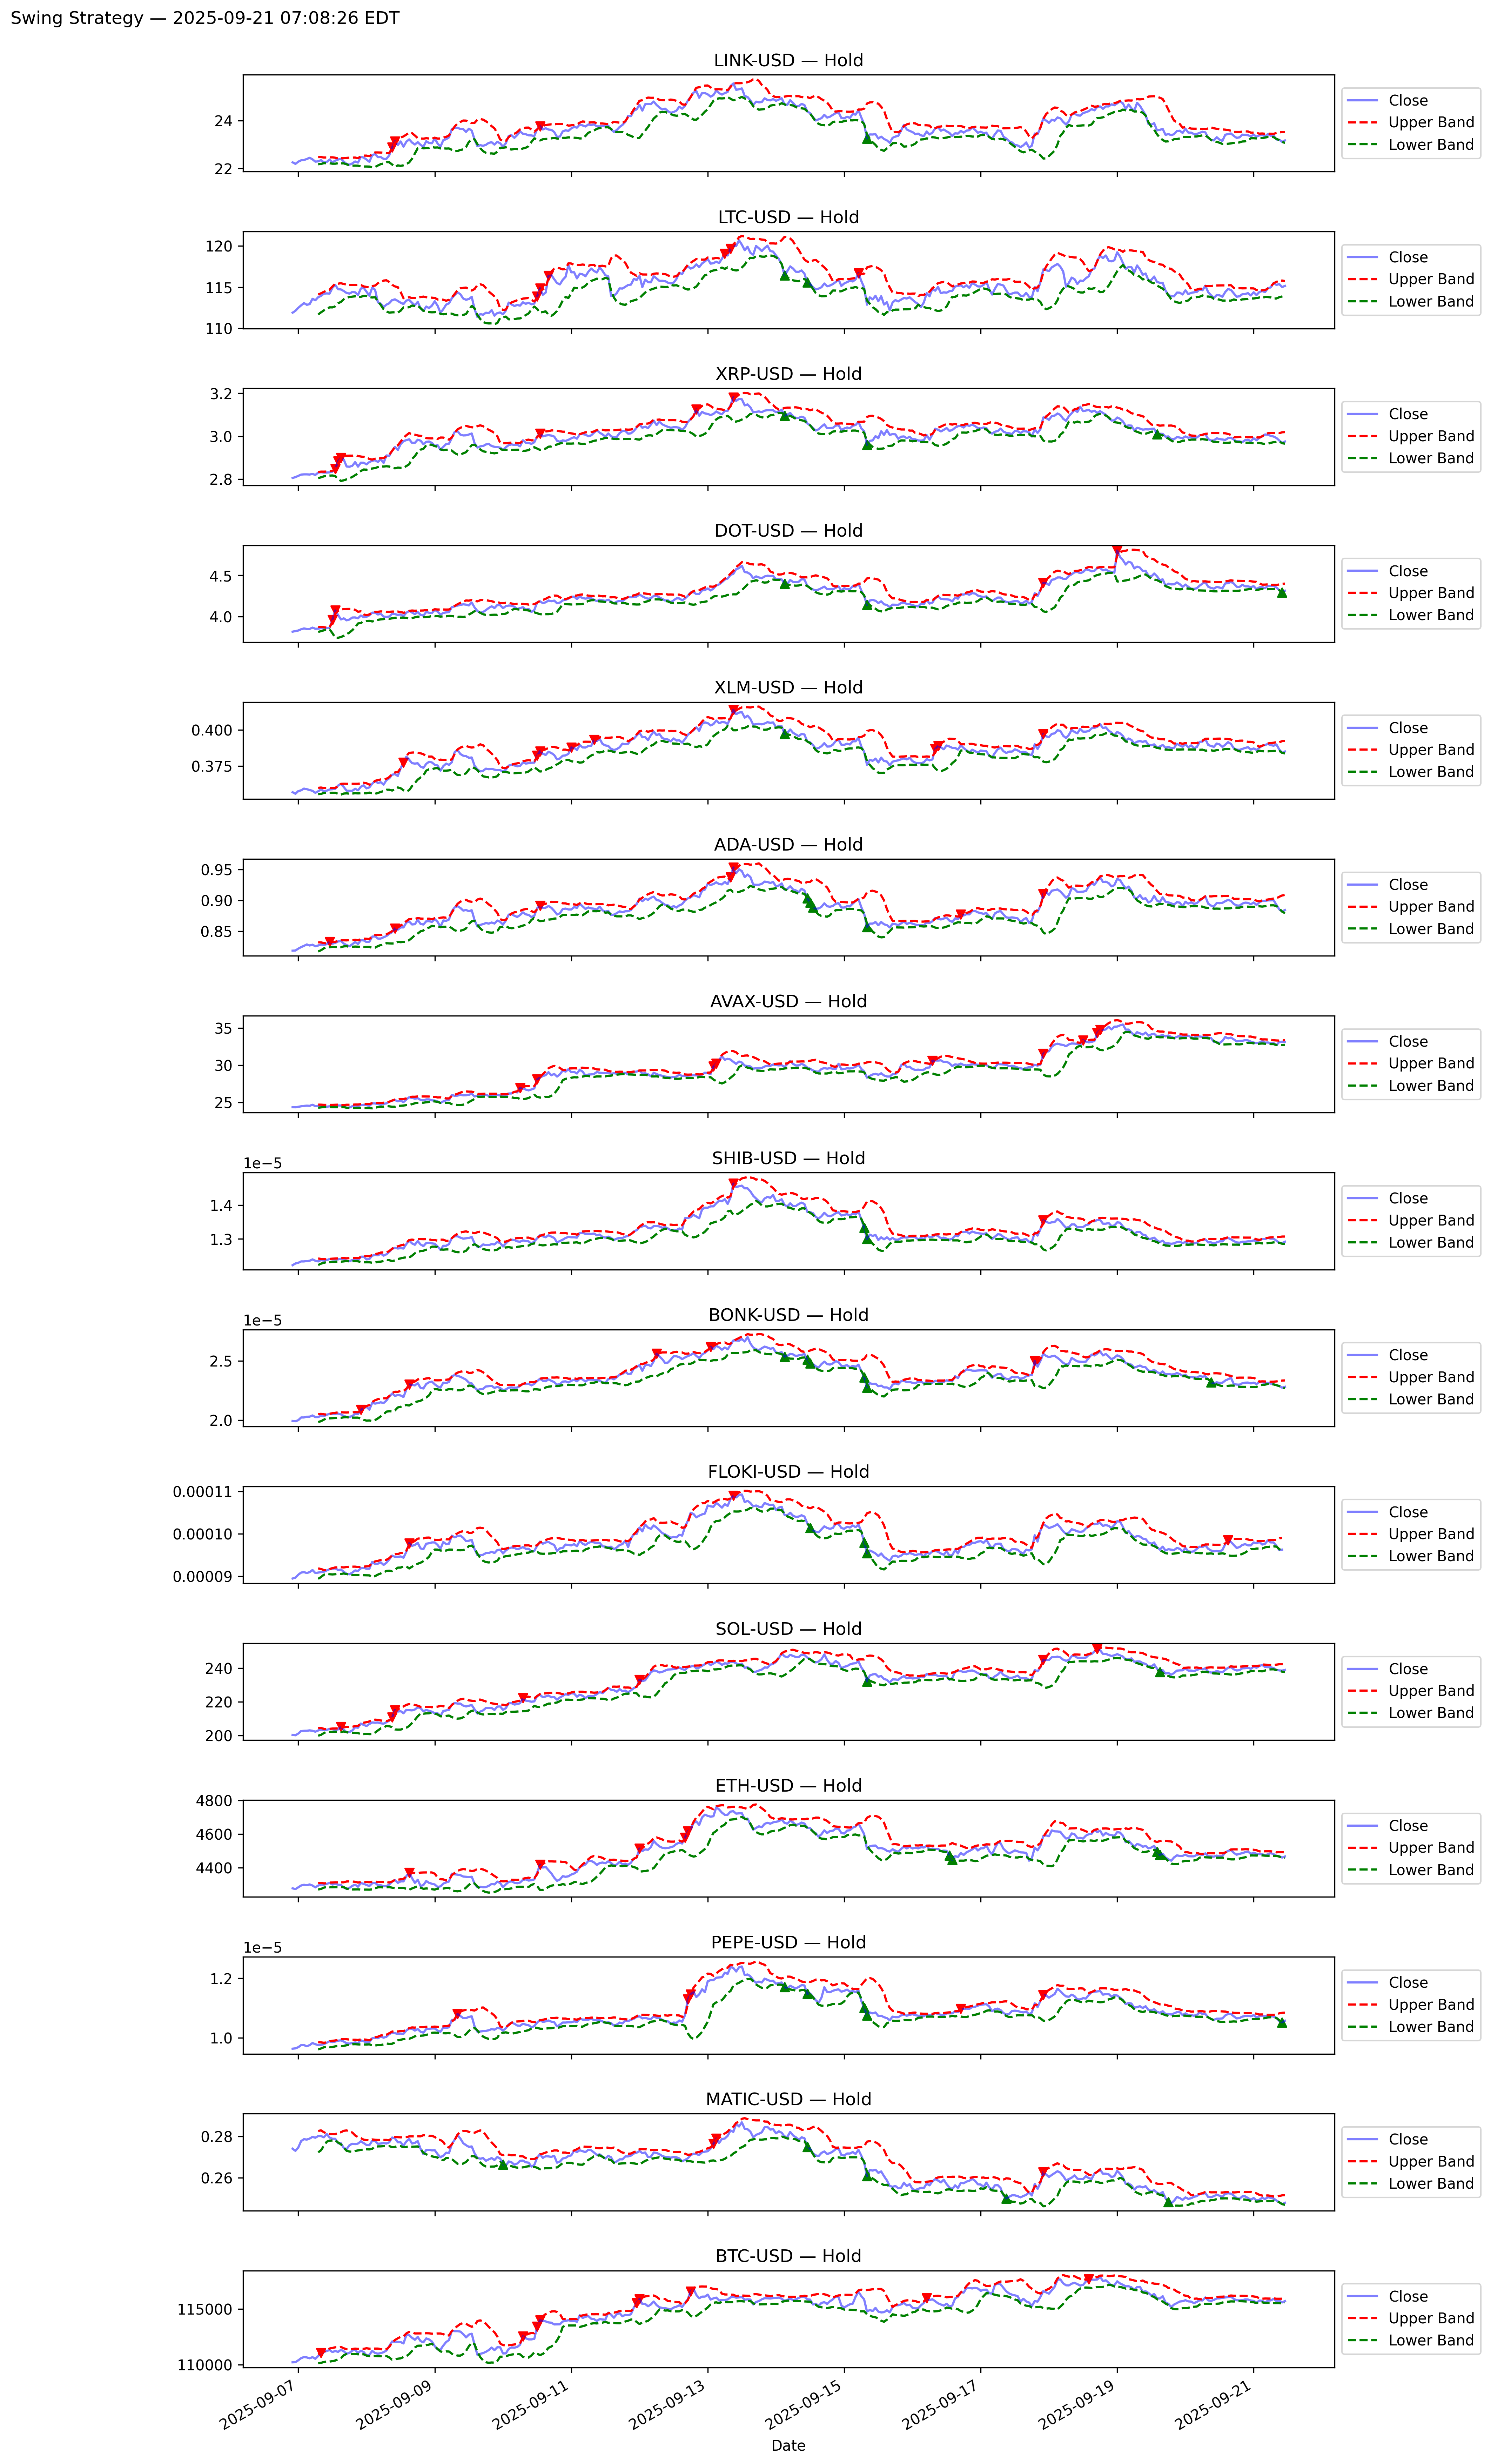 Swing Strategy — 2025-09-21 07:08:26 EDT
LINK-USD — Hold
24
22
Close
Upper Band
Lower Band
LTC-USD — Hold
120
115
110
Close
Upper Band
Lower Band
XRP-USD — Hold
3.2
3.0
2.8
Close
Upper Band
Lower Band
DOT-USD — Hold
4.5
4.0
Close
Upper Band
Lower Band
XLM-USD — Hold
0.400
0.375
Close
Upper Band
Lower Band
ADA-USD — Hold
0.95
0.90
0.85
Close
Upper Band
Lower Band
AVAX-USD — Hold
35
30
25
Close
Upper Band
Lower Band
SHIB-USD — Hold
1e−5
1.4
1.3
Close
Upper Band
Lower Band
BONK-USD — Hold
1e−5
2.5
2.0
Close
Upper Band
Lower Band
FLOKI-USD — Hold
0.00011
0.00010
0.00009
Close
Upper Band
Lower Band
SOL-USD — Hold
240
220
200
Close
Upper Band
Lower Band
ETH-USD — Hold
4800
4600
4400
Close
Upper Band
Lower Band
PEPE-USD — Hold
1e−5
1.2
1.0
Close
Upper Band
Lower Band
MATIC-USD — Hold
0.28
0.26
Close
Upper Band
Lower Band
BTC-USD — Hold
115000
110000
Close
Upper Band
Lower Band
2025-09-07
2025-09-09
2025-09-11
2025-09-13
2025-09-15
2025-09-17
2025-09-19
2025-09-21
Date